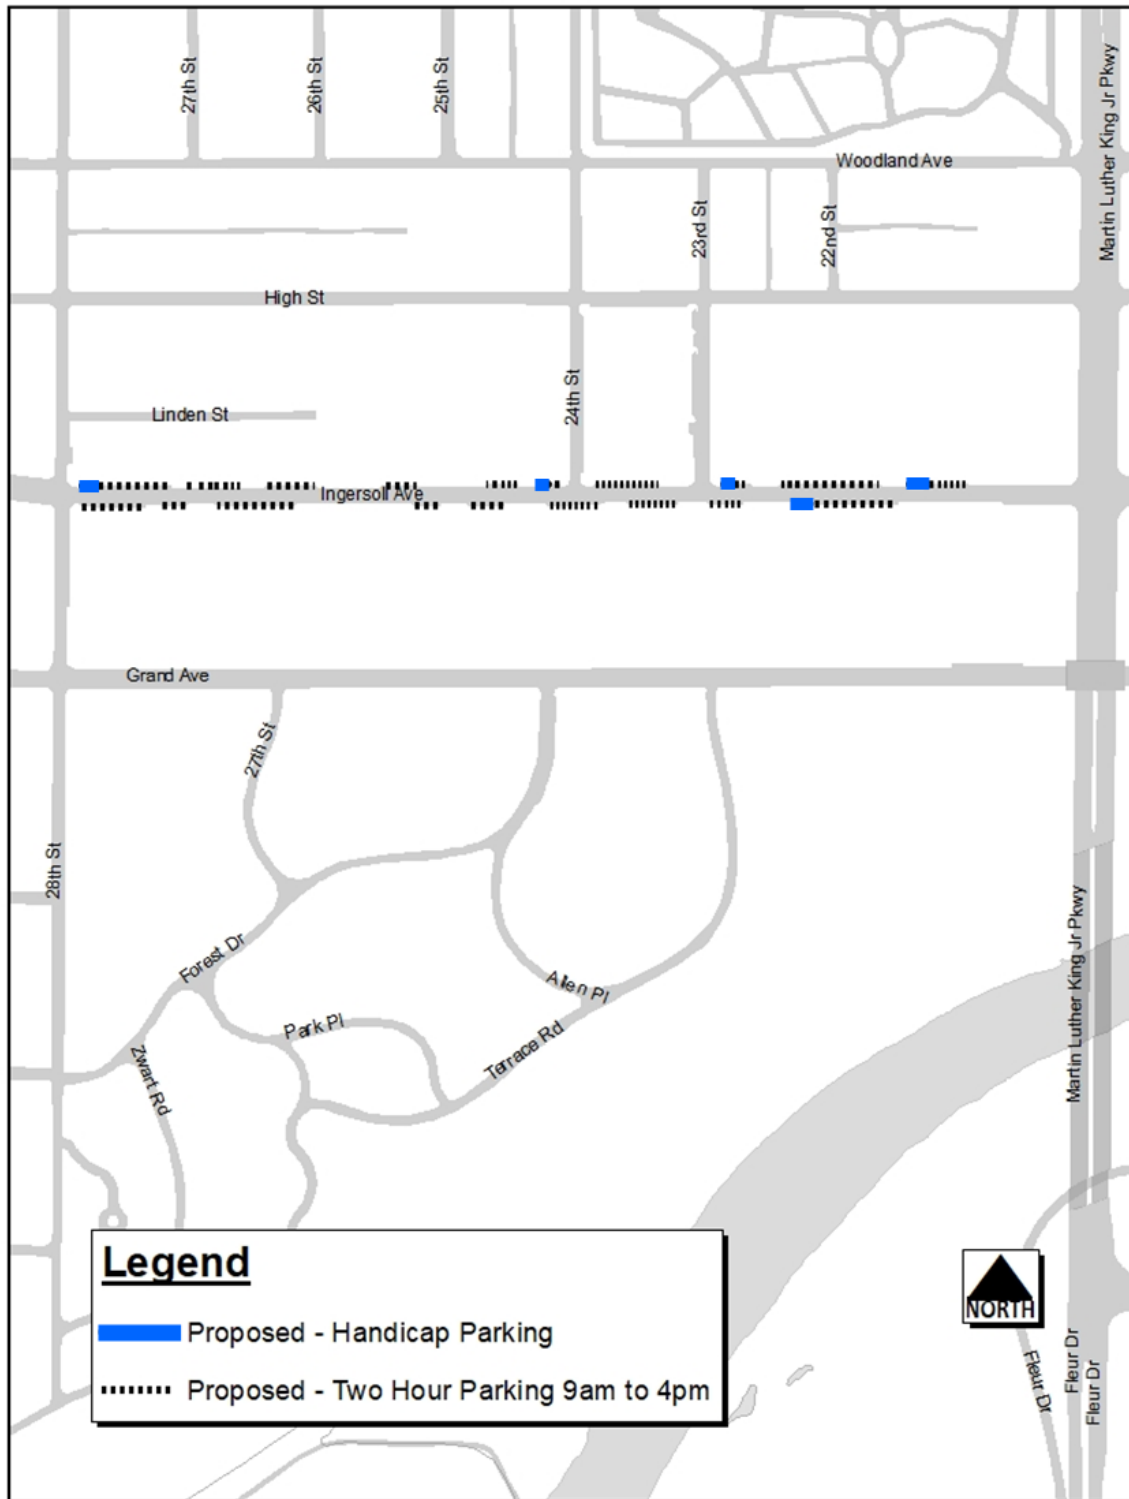 27th St
26th St
25th St
Martin Luther King Jr Pkwy
Woodland Ave
23rd St
22nd St
High St
24th St
Linden St
Ingersoll Ave
Grand Ave
27th St
28th St
Forest Dr
Allen Pl
Park Pl
Terrace Rd
Zwart Rd
Martin Luther King Jr Pkwy
Legend
Proposed - Handicap Parking
Proposed - Two Hour Parking 9am to 4pm
NORTH
Fleur Dr
Fleur Dr
Fleur Dr